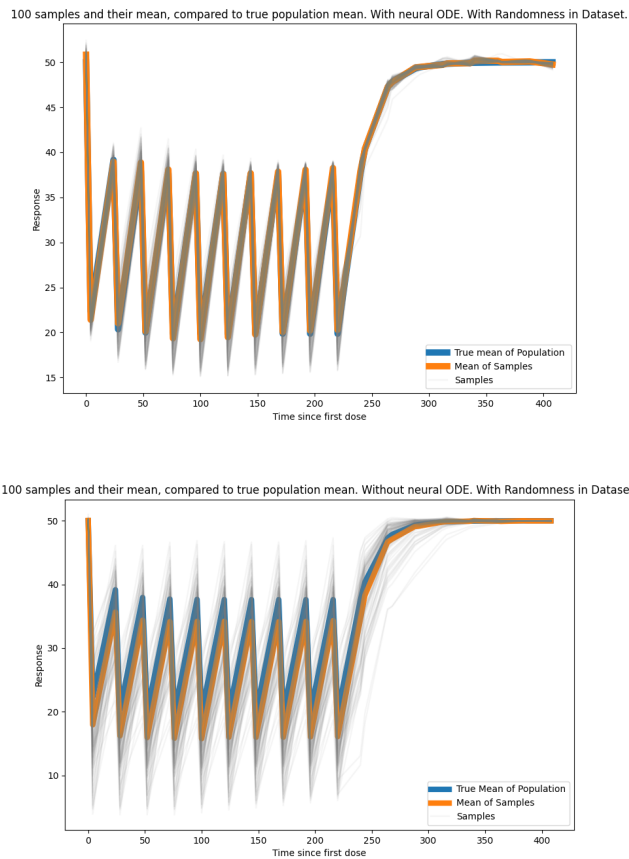 100 samples and their mean, compared to true population mean. With neural ODE. With Randomness in Dataset.
50
45
40
35
30
25
20
15
Response
0 50 100 150 200 250 300 350 400
Time since first dose
True mean of Population
Mean of Samples
Samples
100 samples and their mean, compared to true population mean. Without neural ODE. With Randomness in Datase
50
40
30
20
10
Response
0 50 100 150 200 250 300 350 400
Time since first dose
True Mean of Population
Mean of Samples
Samples